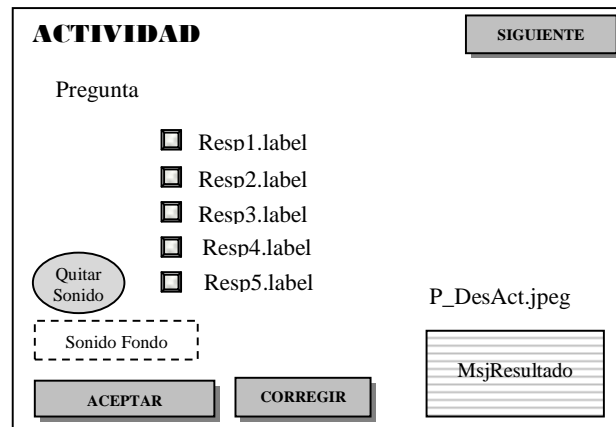 ACTIVIDAD
SIGUIENTE
Pregunta
Resp1.label
Resp2.label
Resp3.label
Resp4.label
Resp5.label
Quitar
Sonido
P_DesAct.jpeg
Sonido Fondo
MsjResultado
ACEPTAR
CORREGIR